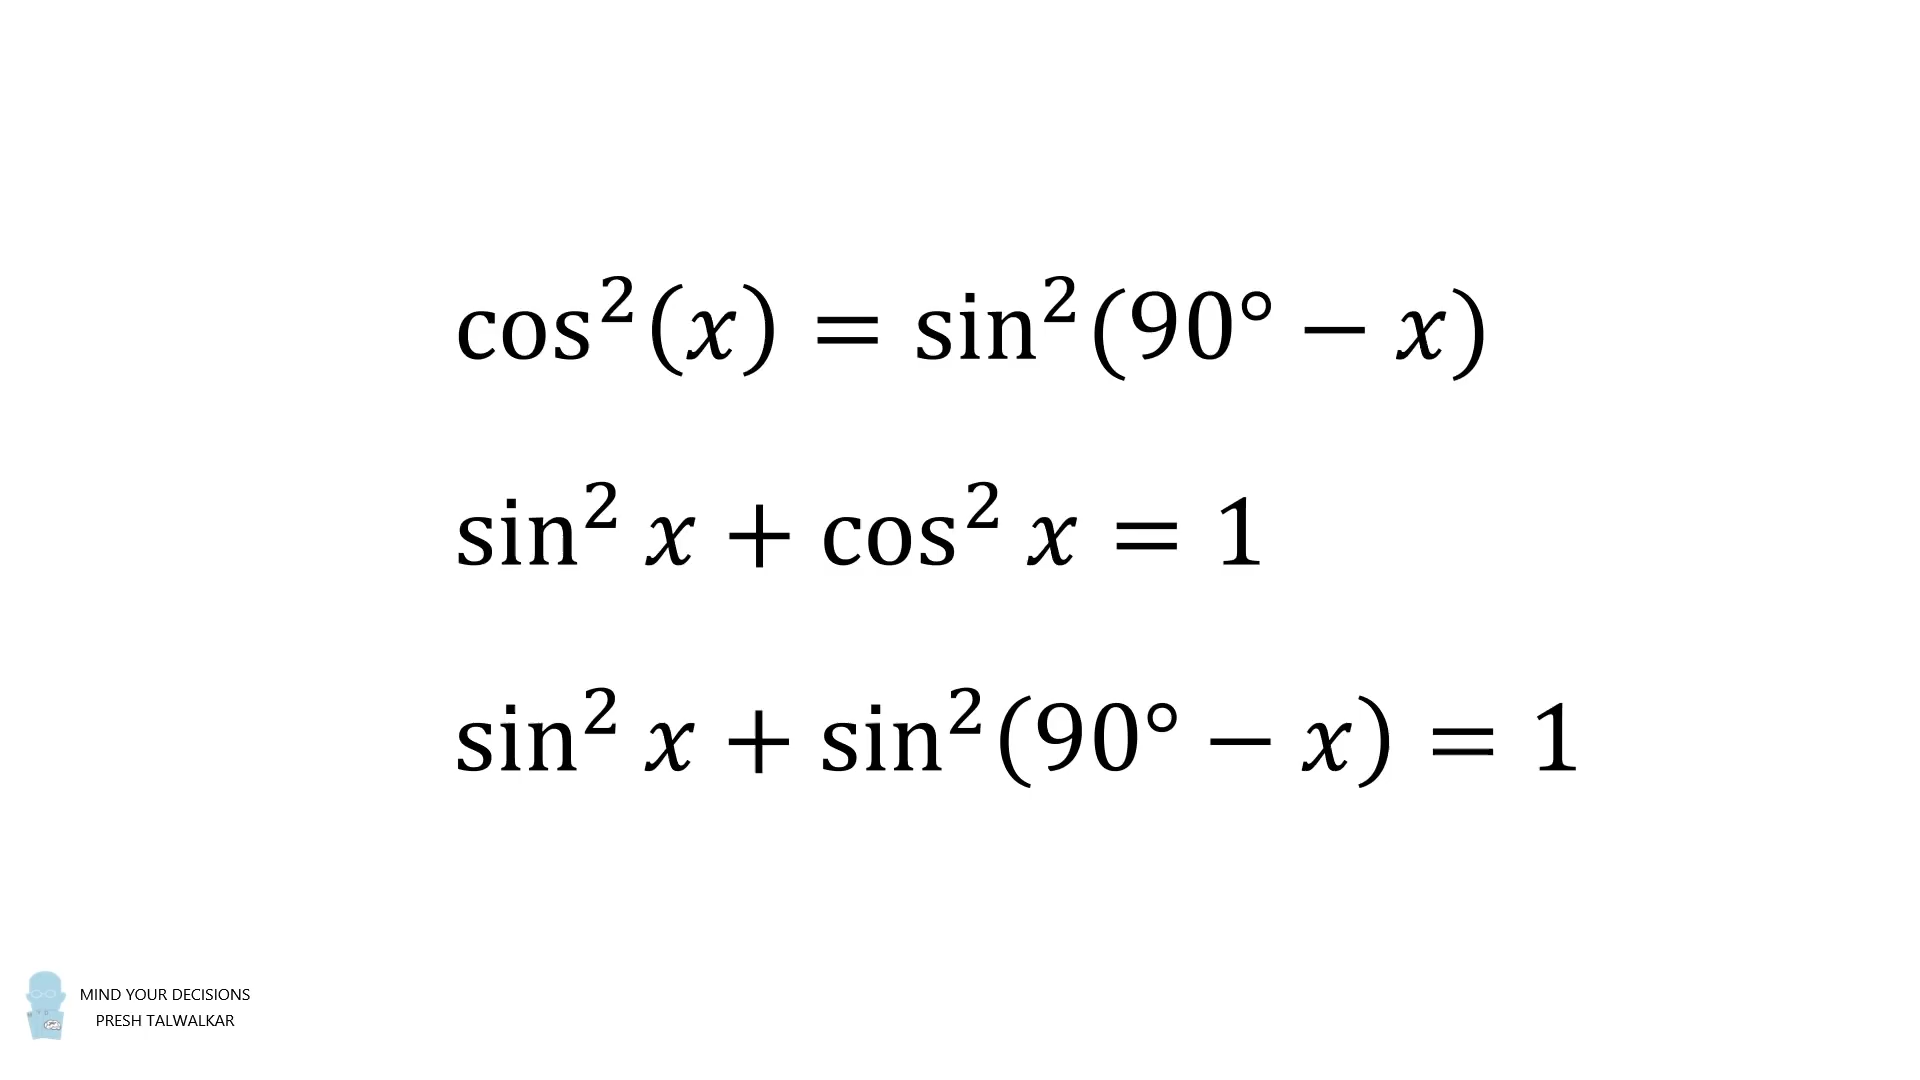 cos²(x) = sin²(90° − x)
sin² x + cos² x = 1
sin² x + sin²(90° − x) = 1
MIND YOUR DECISIONS
PRESH TALWALKAR